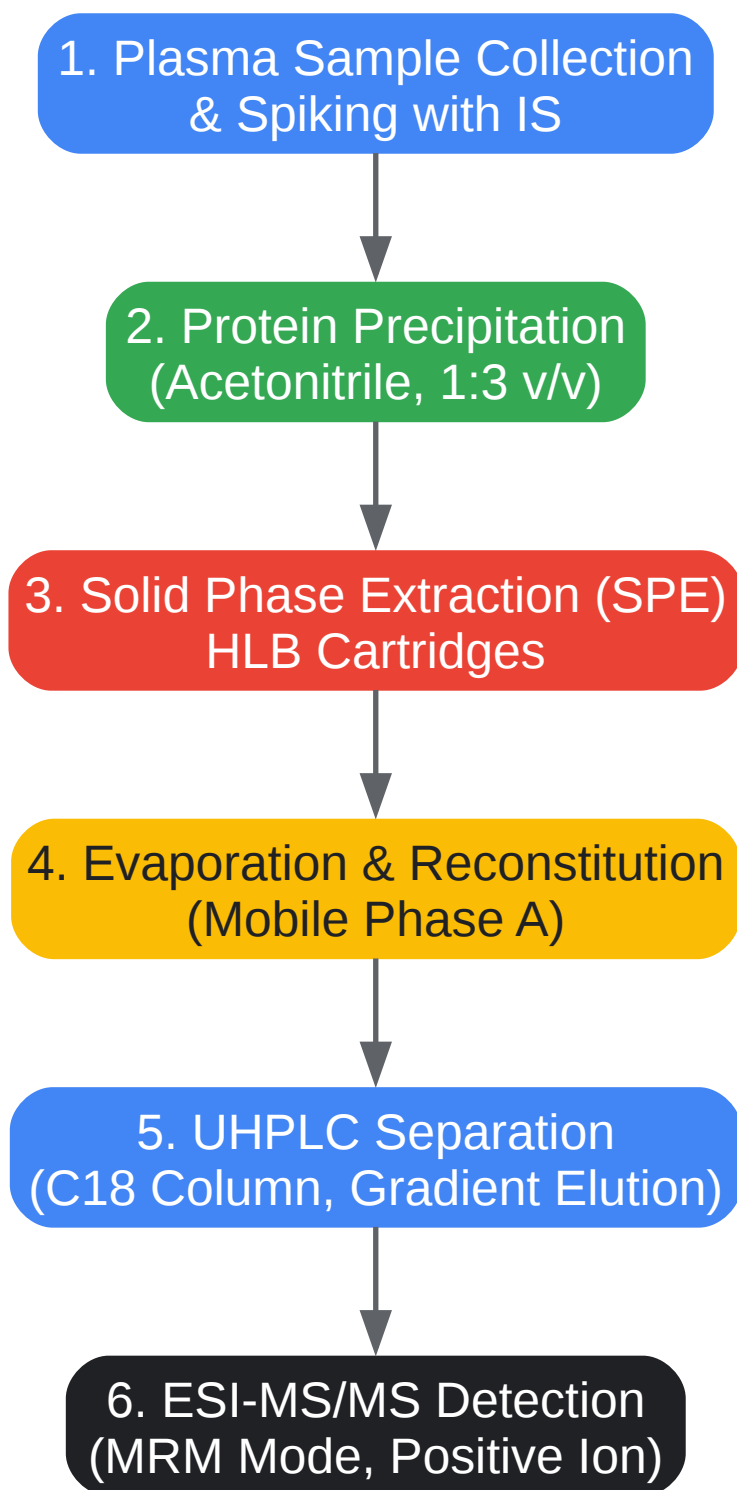 1. Plasma Sample Collection
& Spiking with IS
2. Protein Precipitation
(Acetonitrile, 1:3 v/v)
3. Solid Phase Extraction (SPE)
HLB Cartridges
4. Evaporation & Reconstitution
(Mobile Phase A)
5. UHPLC Separation
(C18 Column, Gradient Elution)
6. ESI-MS/MS Detection
(MRM Mode, Positive Ion)